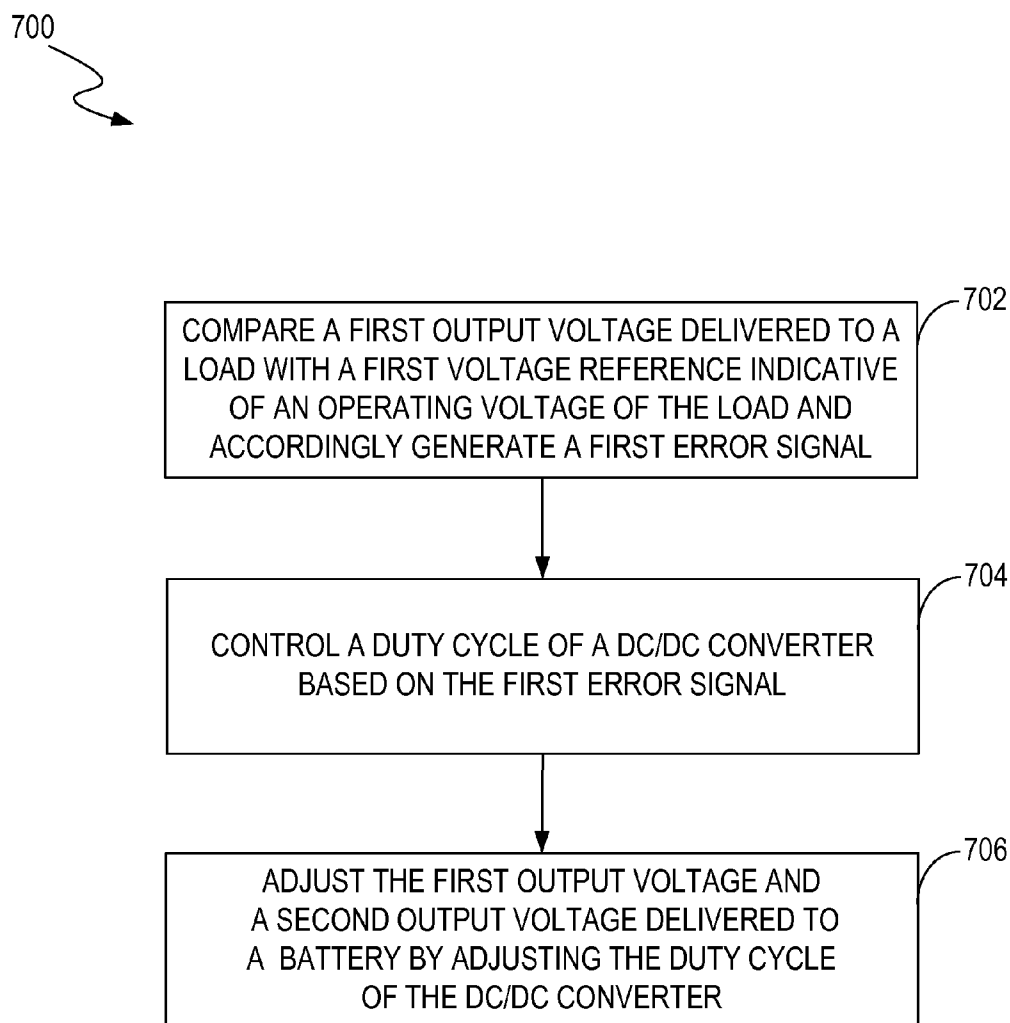 700
702
COMPARE A FIRST OUTPUT VOLTAGE DELIVERED TO A
LOAD WITH A FIRST VOLTAGE REFERENCE INDICATIVE
OF AN OPERATING VOLTAGE OF THE LOAD AND
ACCORDINGLY GENERATE A FIRST ERROR SIGNAL
704
CONTROL A DUTY CYCLE OF A DC/DC CONVERTER
BASED ON THE FIRST ERROR SIGNAL
706
ADJUST THE FIRST OUTPUT VOLTAGE AND
A SECOND OUTPUT VOLTAGE DELIVERED TO
A BATTERY BY ADJUSTING THE DUTY CYCLE
OF THE DC/DC CONVERTER